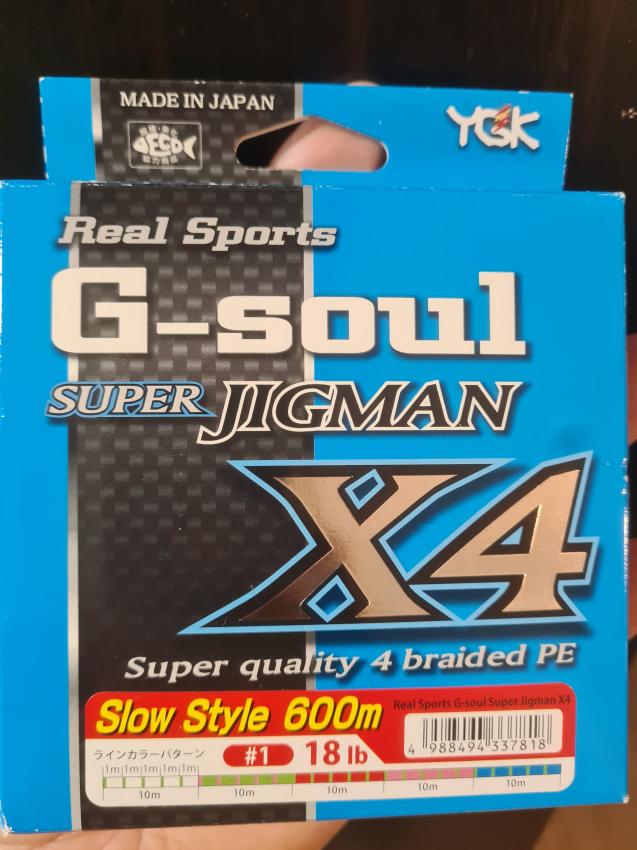 MADE IN JAPAN
ECO
YGK
Real Sports
G-soul
SUPER JIGMAN
X4
Super quality 4 braided PE
Slow Style 600m
Real Sports G-soul Super Jigman X4
ラインカラーパターン
#1 18 lb
4 988494 337818
1m 1m 1m 1m 1m
10m 10m 10m 10m 10m